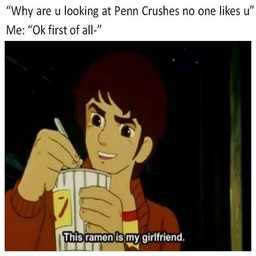 “Why are u looking at Penn Crushes no one likes u”
Me: “Ok first of all-”
This ramen is my girlfriend.